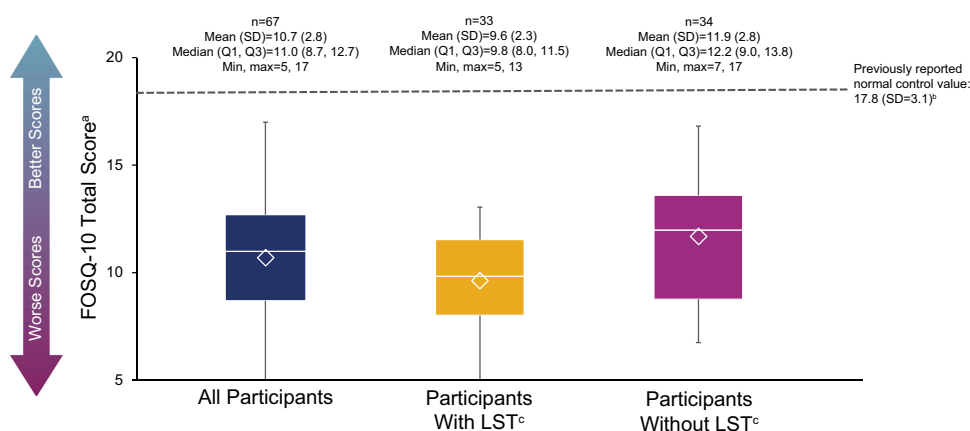 n=67
Mean (SD)=10.7 (2.8)
Median (Q1, Q3)=11.0 (8.7, 12.7)
Min, max=5, 17
n=33
Mean (SD)=9.6 (2.3)
Median (Q1, Q3)=9.8 (8.0, 11.5)
Min, max=5, 13
n=34
Mean (SD)=11.9 (2.8)
Median (Q1, Q3)=12.2 (9.0, 13.8)
Min, max=7, 17
Previously reported
normal control value:
17.8 (SD=3.1)ᵇ
Better Scores
Worse Scores
FOSQ-10 Total Scoreᵃ
20
15
10
5
All Participants
Participants
With LSTᶜ
Participants
Without LSTᶜ